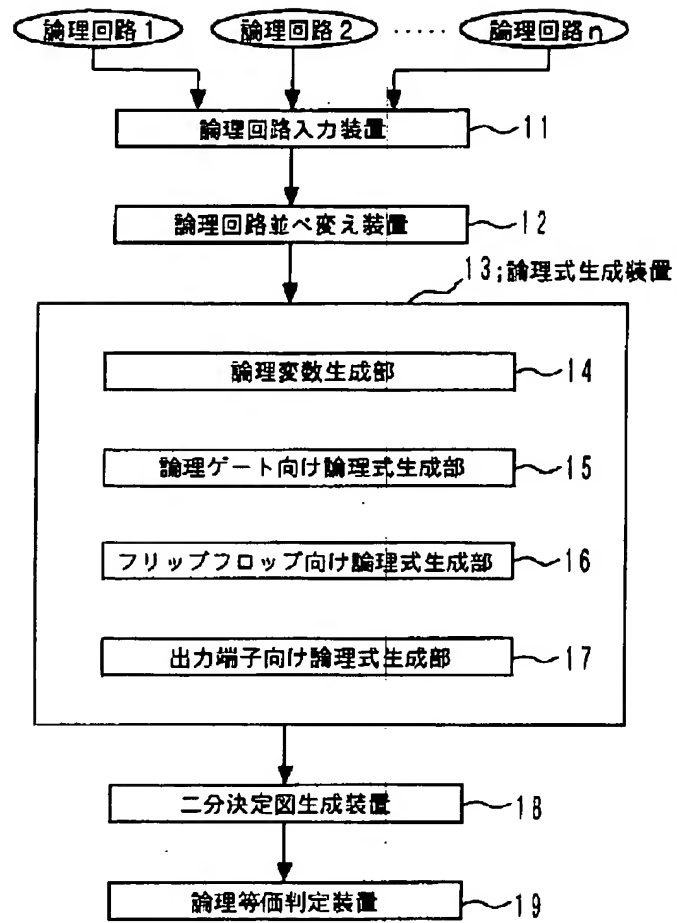 論理回路1 論理回路2 ・・・・・ 論理回路n
論理回路入力装置 11
論理回路並べ変え装置 12
13;論理式生成装置
論理変数生成部 14
論理ゲート向け論理式生成部 15
フリップフロップ向け論理式生成部 16
出力端子向け論理式生成部 17
二分決定図生成装置 18
論理等価判定装置 19